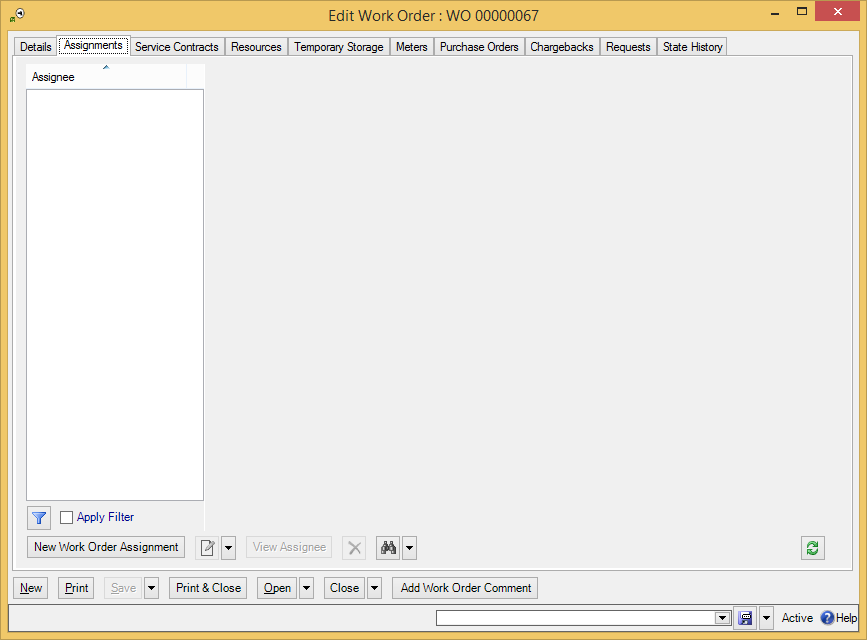 Edit Work Order : WO 00000067
Details Assignments Service Contracts Resources Temporary Storage Meters Purchase Orders Chargebacks Requests State History
Assignee
Apply Filter
New Work Order Assignment View Assignee
New Print Save Print & Close Open Close Add Work Order Comment
Active Help